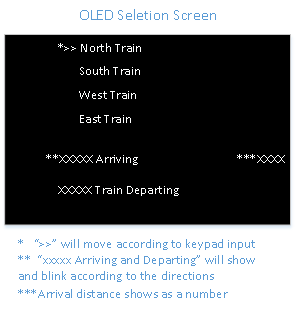 OLED Seletion Screen
*>> North Train
South Train
West Train
East Train
**XXXXX Arriving ***XXXX
XXXXX Train Departing
* “>>” will move according to keypad input
** “xxxxx Arriving and Departing” will show
and blink according to the directions
***Arrival distance shows as a number